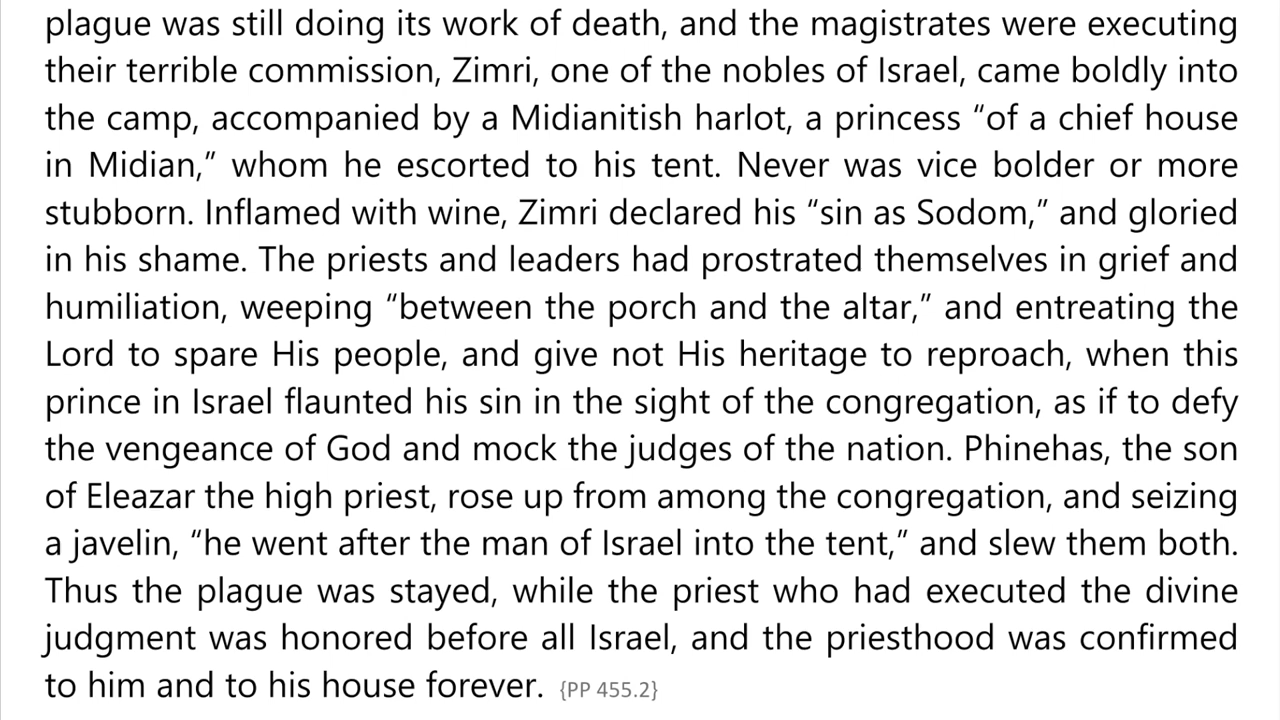 plague was still doing its work of death, and the magistrates were executing
their terrible commission, Zimri, one of the nobles of Israel, came boldly into
the camp, accompanied by a Midianitish harlot, a princess “of a chief house
in Midian,” whom he escorted to his tent. Never was vice bolder or more
stubborn. Inflamed with wine, Zimri declared his “sin as Sodom,” and gloried
in his shame. The priests and leaders had prostrated themselves in grief and
humiliation, weeping “between the porch and the altar,” and entreating the
Lord to spare His people, and give not His heritage to reproach, when this
prince in Israel flaunted his sin in the sight of the congregation, as if to defy
the vengeance of God and mock the judges of the nation. Phinehas, the son
of Eleazar the high priest, rose up from among the congregation, and seizing
a javelin, “he went after the man of Israel into the tent,” and slew them both.
Thus the plague was stayed, while the priest who had executed the divine
judgment was honored before all Israel, and the priesthood was confirmed
to him and to his house forever. {PP 455.2}